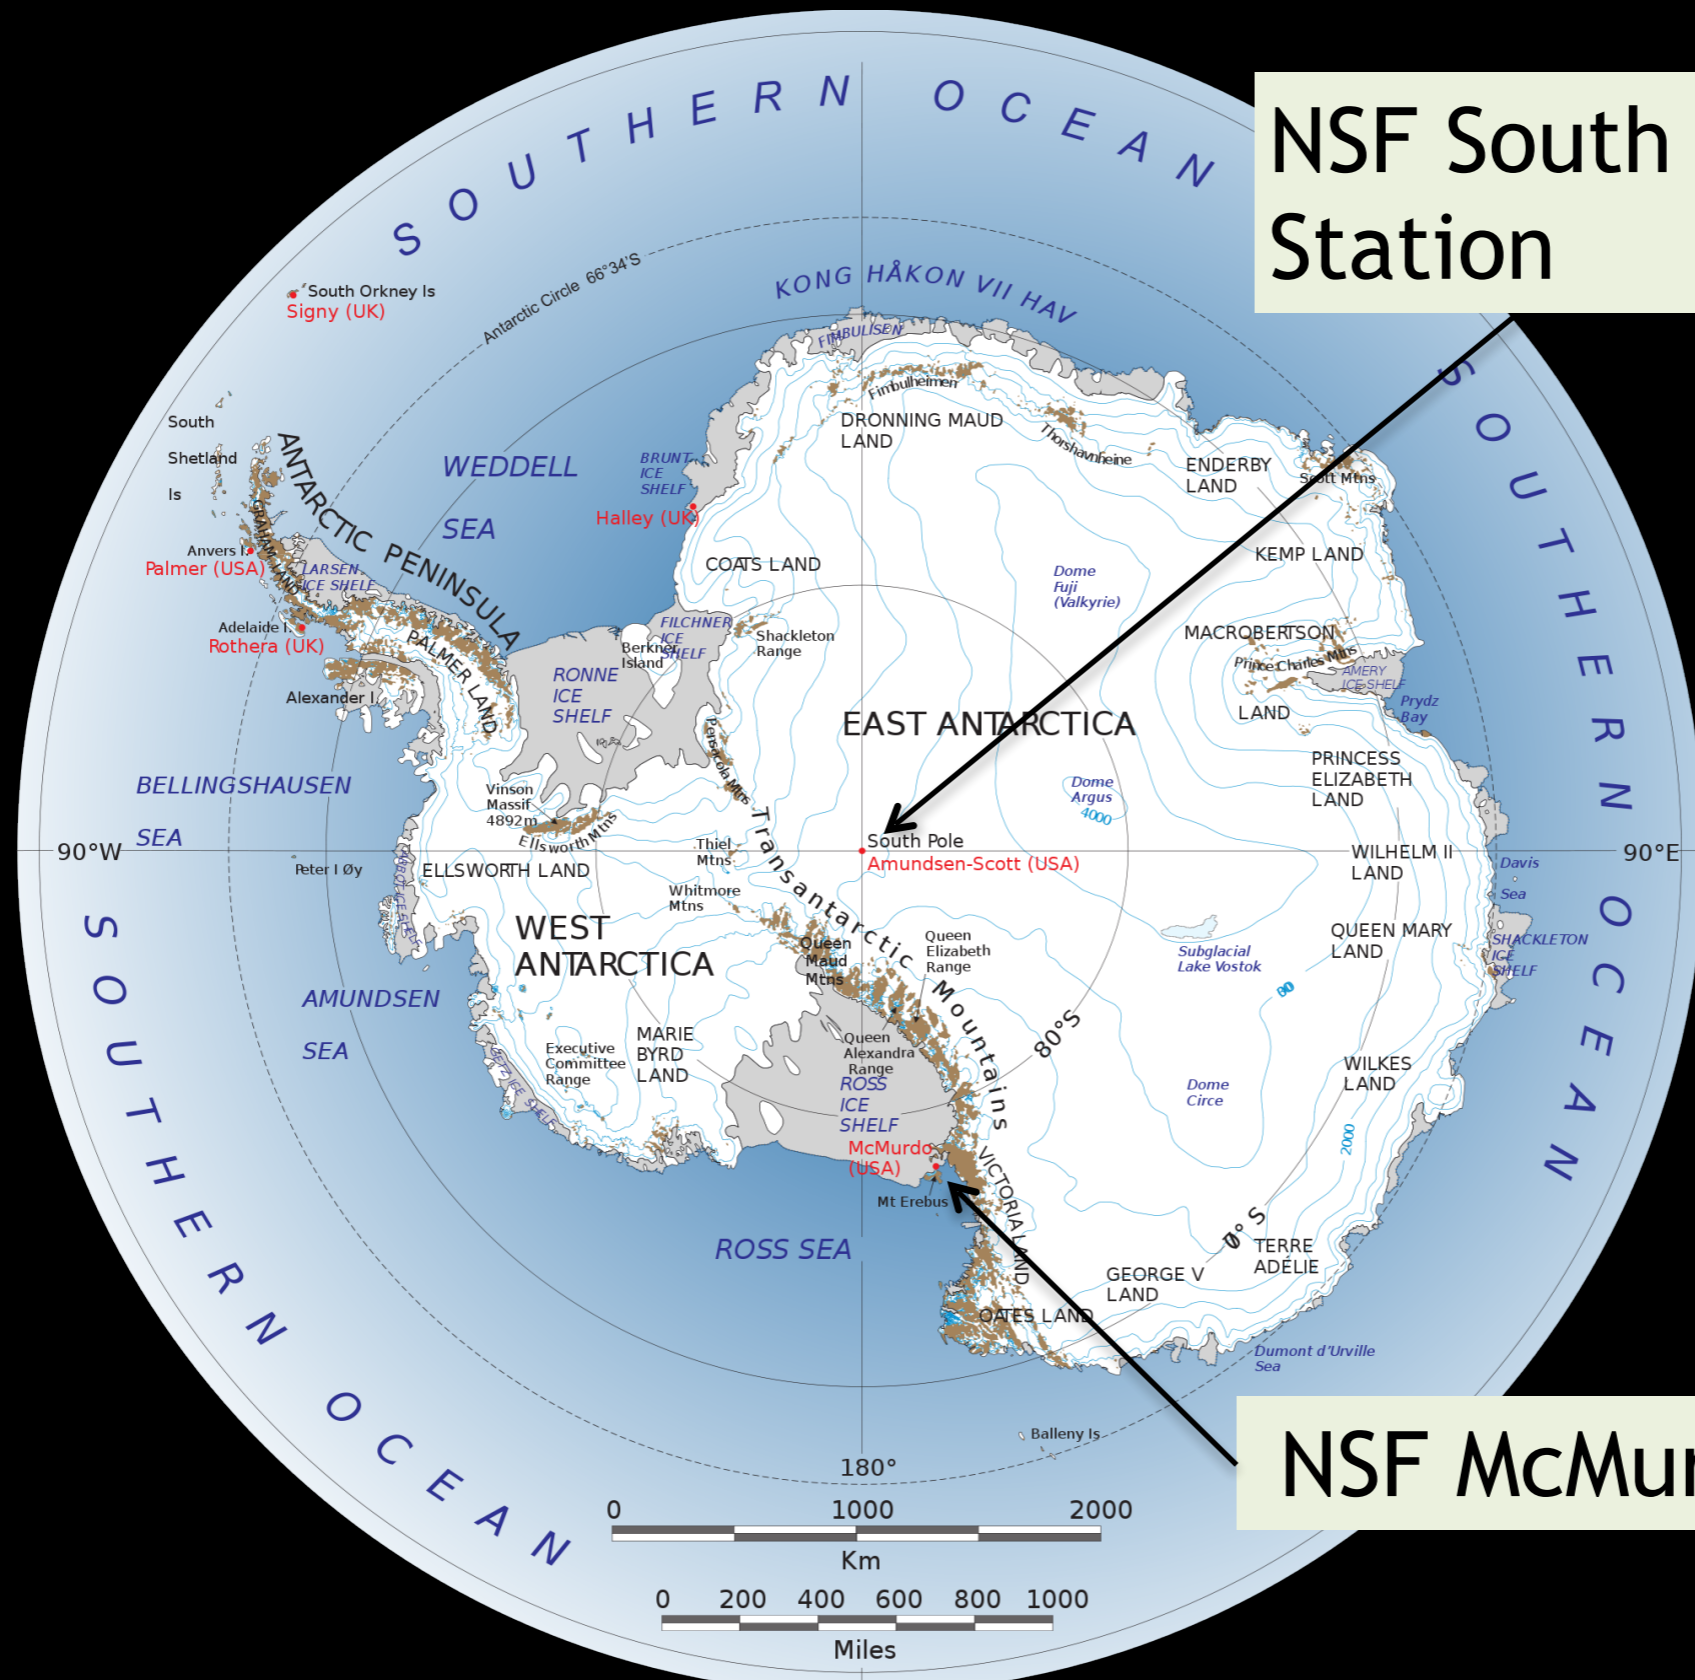 SOUTHERN OCEAN
NSF South
Station
Antarctic Circle 66°34'S
KONG HÅKON VII HAV
South Orkney Is
Signy (UK)
FIMBULISEN
Fimbulheimen
DRONNING MAUD
LAND
Thorshavnheine
South
Shetland
Is
ANTARCTIC PENINSULA
GRAHAM LAND
WEDDELL
SEA
BRUNT
ICE
SHELF
Halley (UK)
ENDERBY
LAND
Scott Mtns
SOUTHERN OCEAN
Anvers I.
Palmer (USA)
LARSEN
ICE SHELF
COATS LAND
Dome
Fuji
(Valkyrie)
KEMP LAND
Adelaide I.
Rothera (UK)
PALMER LAND
Alexander I
FILCHNER
ICE
SHELF
Berkner
Island
Shackleton
Range
RONNE
ICE
SHELF
MACROBERTSON
Prince Charles Mtns
AMERY
ICE SHELF
LAND
Prydz
Bay
EAST ANTARCTICA
Pensacola Mtns
PRINCESS
ELIZABETH
LAND
BELLINGSHAUSEN
SEA
Vinson
Massif
4892m
Ellsworth Mtns
Dome
Argus
4000
Transantarctic Mountains
Thiel
Mtns
South Pole
Amundsen-Scott (USA)
90°W
90°E
WILHELM II
LAND
Davis
Sea
Peter I Øy
ABBOT ICE SHELF
ELLSWORTH LAND
Whitmore
Mtns
WEST
ANTARCTICA
Queen
Maud
Mtns
Queen
Elizabeth
Range
Subglacial
Lake Vostok
QUEEN MARY
LAND
SHACKLETON
ICE
SHELF
SOUTHERN OCEAN
AMUNDSEN
SEA
GETZ ICE SHELF
Executive
Committee
Range
MARIE
BYRD
LAND
Queen
Alexandra
Range
80°S
ROSS
ICE
SHELF
Dome
Circe
WILKES
LAND
2000
McMurdo
(USA)
Mt Erebus
VICTORIA LAND
ROSS SEA
° S
TERRE
ADÉLIE
GEORGE V
LAND
OATES LAND
Dumont d'Urville
Sea
Balleny Is
NSF McMur
180°
0 1000 2000
Km
0 200 400 600 800 1000
Miles